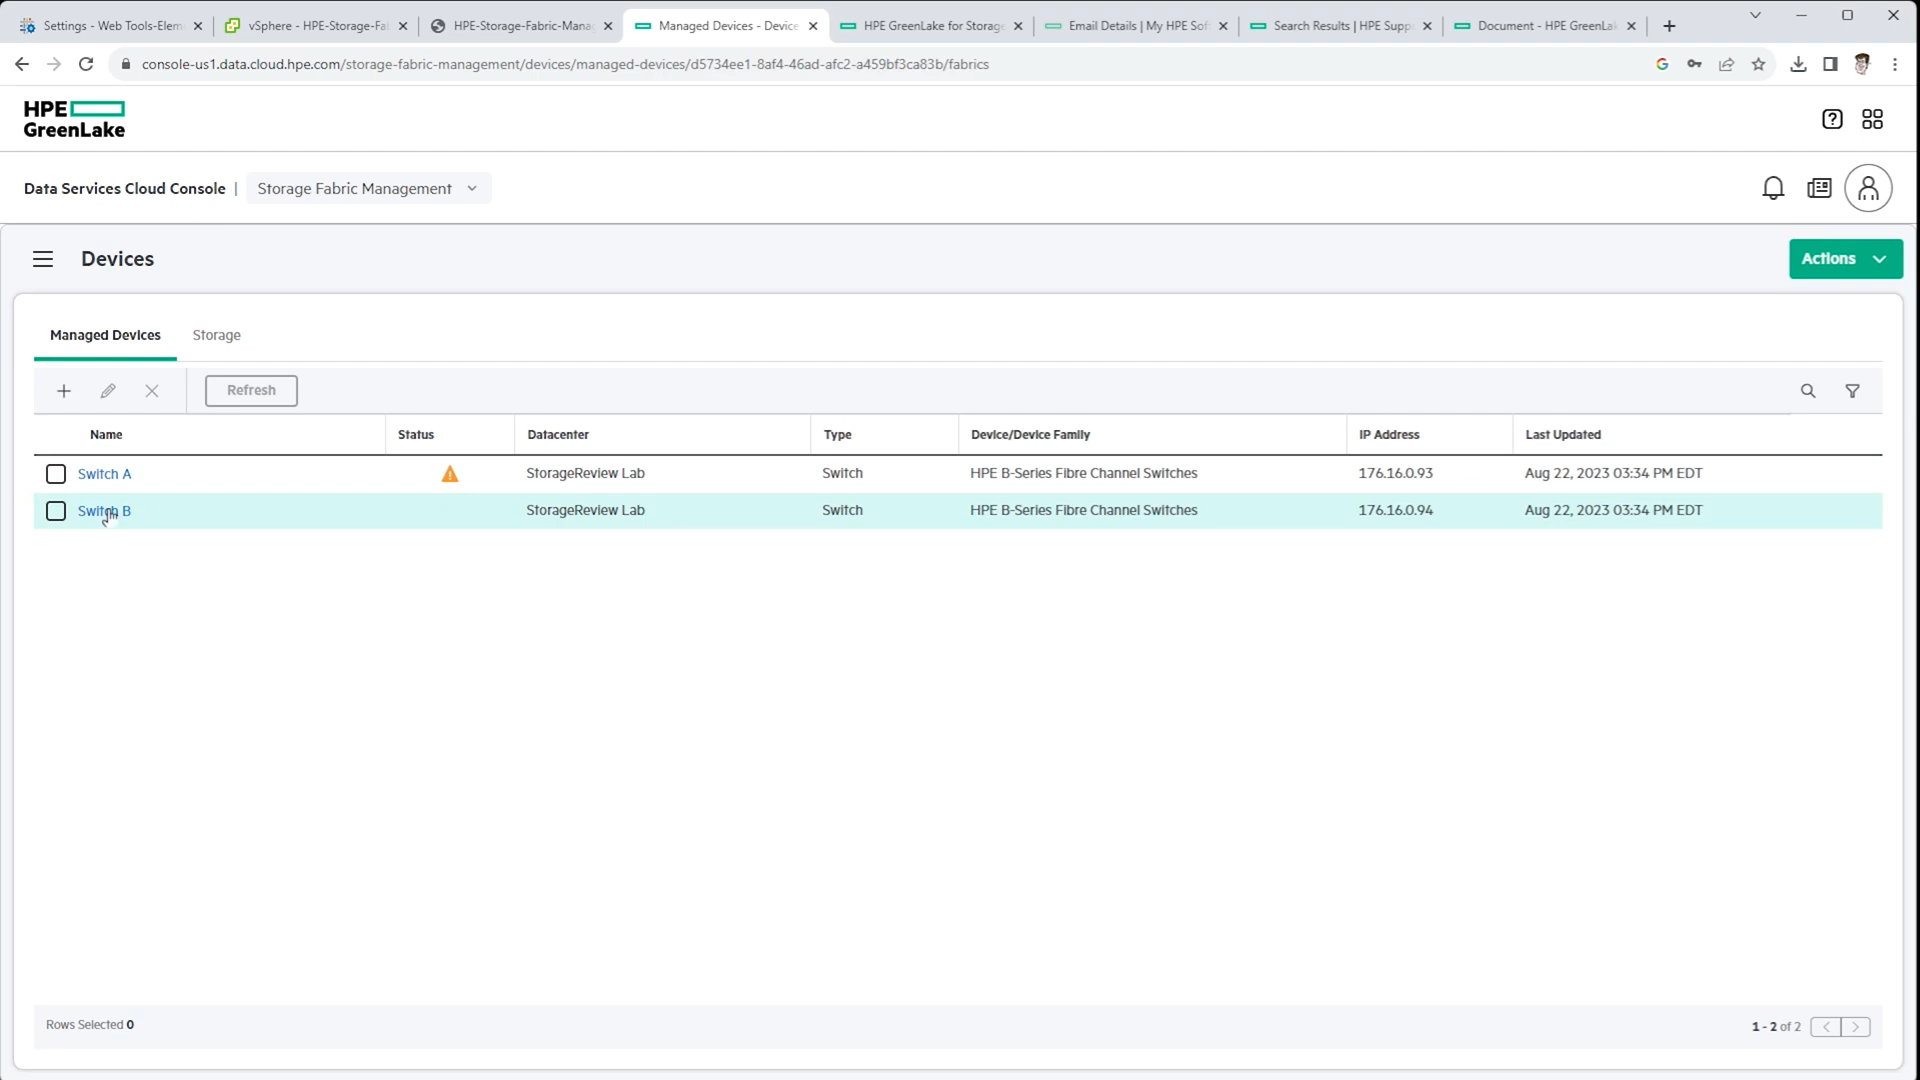 Settings - Web Tools-Elem
vSphere - HPE-Storage-Fa
HPE-Storage-Fabric-Mana
Managed Devices - Device
HPE GreenLake for Storage
Email Details | My HPE Sof
Search Results | HPE Supp
Document - HPE GreenLa
console-us1.data.cloud.hpe.com/storage-fabric-management/devices/managed-devices/d5734ee1-8af4-46ad-afc2-a459bf3ca83b/fabrics
HPE
GreenLake
Data Services Cloud Console | Storage Fabric Management
Devices
Actions
Managed Devices Storage
Refresh
Name Status Datacenter Type Device/Device Family IP Address Last Updated
Switch A StorageReview Lab Switch HPE B-Series Fibre Channel Switches 176.16.0.93 Aug 22, 2023 03:34 PM EDT
Switch B StorageReview Lab Switch HPE B-Series Fibre Channel Switches 176.16.0.94 Aug 22, 2023 03:34 PM EDT
Rows Selected 0
1 - 2 of 2